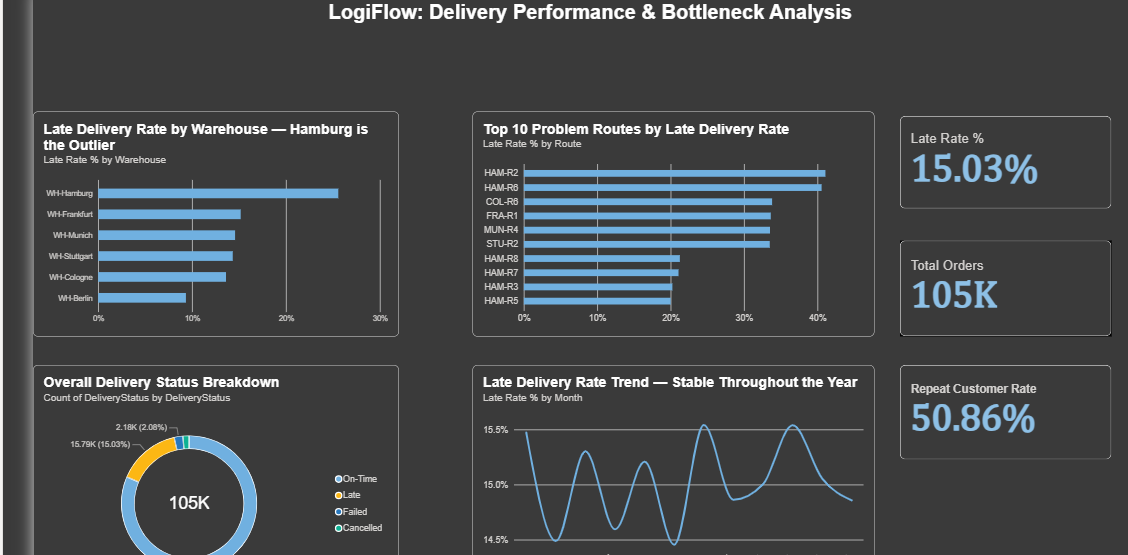 LogiFlow: Delivery Performance & Bottleneck Analysis
Late Delivery Rate by Warehouse — Hamburg is
the Outlier
Late Rate % by Warehouse
WH-Hamburg
WH-Frankfurt
WH-Munich
WH-Stuttgart
WH-Cologne
WH-Berlin
0% 10% 20% 30%
Top 10 Problem Routes by Late Delivery Rate
Late Rate % by Route
HAM-R2
HAM-R6
COL-R6
FRA-R1
MUN-R4
STU-R2
HAM-R8
HAM-R7
HAM-R3
HAM-R5
0% 10% 20% 30% 40%
Late Rate %
15.03%
Total Orders
105K
Repeat Customer Rate
50.86%
Overall Delivery Status Breakdown
Count of DeliveryStatus by DeliveryStatus
2.18K (2.08%)
15.79K (15.03%)
105K
On-Time
Late
Failed
Cancelled
Late Delivery Rate Trend — Stable Throughout the Year
Late Rate % by Month
15.5%
15.0%
14.5%